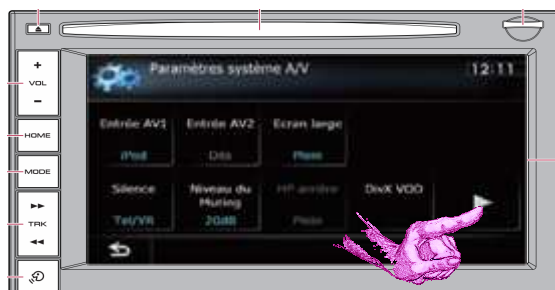 Paramètres système A/V
12:11
+
VOL
−
HOME
MODE
TRK
Entrée AV1
Entrée AV2
Ecran large
iPod
Dés
Plein
Silence
Niveau du
Muting
HP arrière
DivX VOD
Tel/VR
20dB
Plein